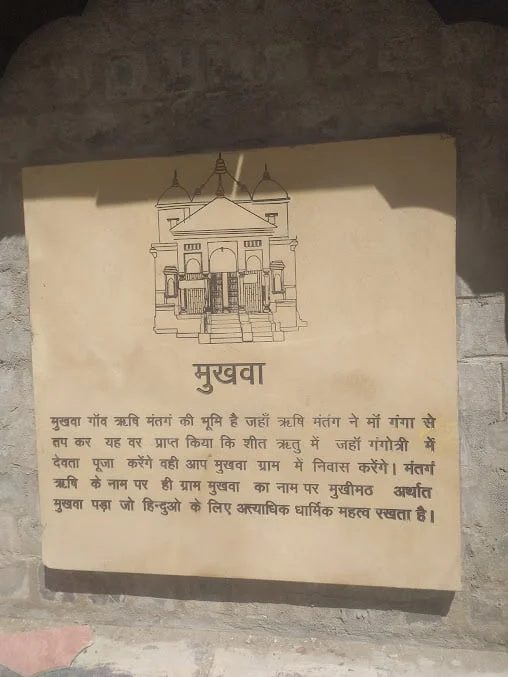 मुखवा
मुखवा गॉव ऋषि मंतगं की भूमि है जहाँ ऋषि मंतंग ने मॉ गंगा से
तप कर यह वर प्राप्त किया कि शीत ऋतु में जहॉ गंगोत्री में
देवता पूजा करेंगे वही आप मुखवा ग्राम में निवास करेंगे। मंतगं
ऋषि के नाम पर ही ग्राम मुखवा का नाम पर मुखीमठ अर्थात
मुखवा पड़ा जो हिन्दुओ के लिए अत्याधिक धार्मिक महत्व रखता है।